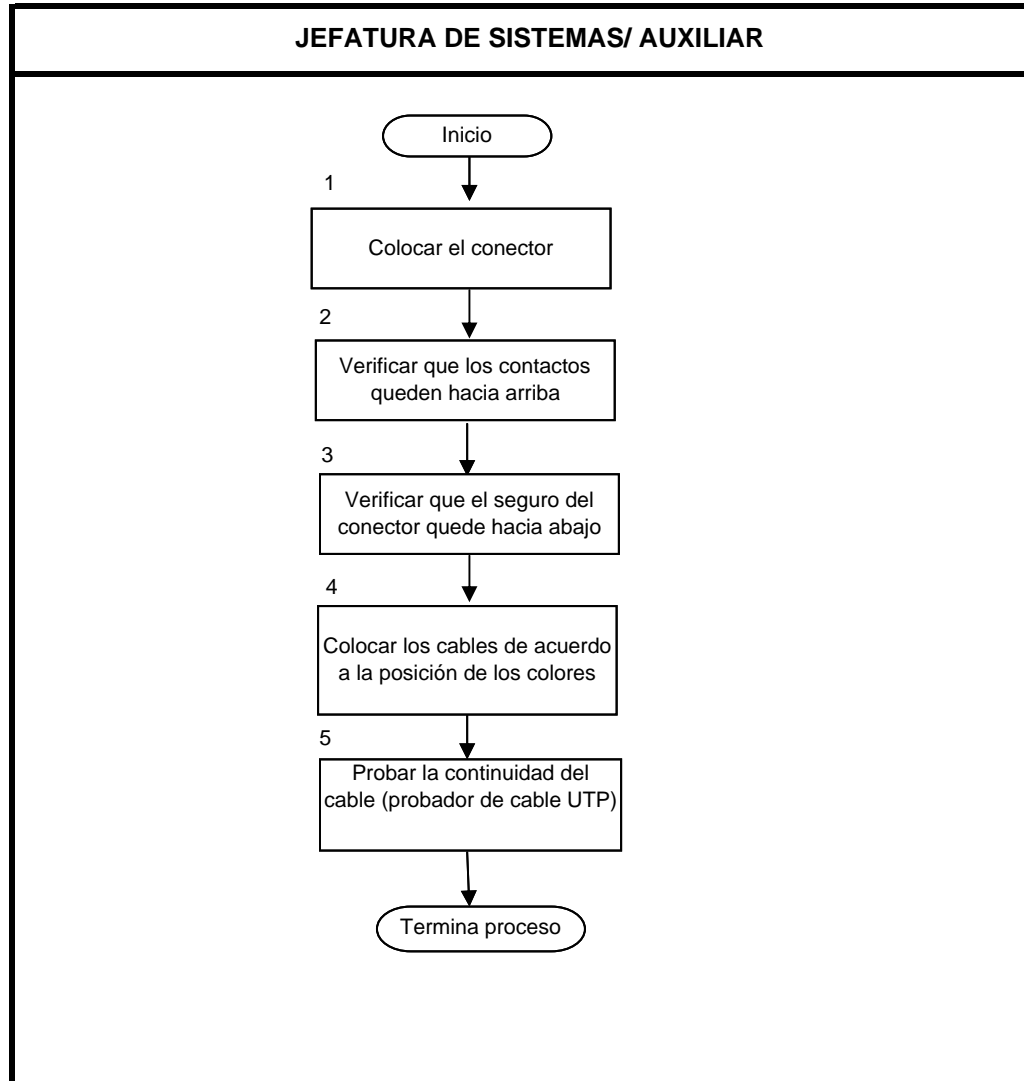 JEFATURA DE SISTEMAS/ AUXILIAR
Inicio
1
Colocar el conector
2
Verificar que los contactos
queden hacia arriba
3
Verificar que el seguro del
conector quede hacia abajo
4
Colocar los cables de acuerdo
a la posición de los colores
5
Probar la continuidad del
cable (probador de cable UTP)
Termina proceso